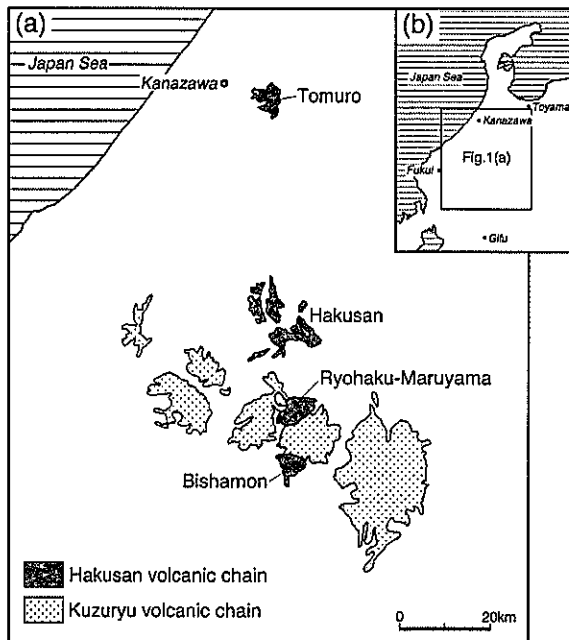 (a)
Japan Sea
Kanazawa
Tomuro
Hakusan
Ryohaku-Maruyama
Bishamon
Hakusan volcanic chain
Kuzuryu volcanic chain
0 20km
(b)
Japan Sea
Toyama
Kanazawa
Fig.1(a)
Fukui
Gifu